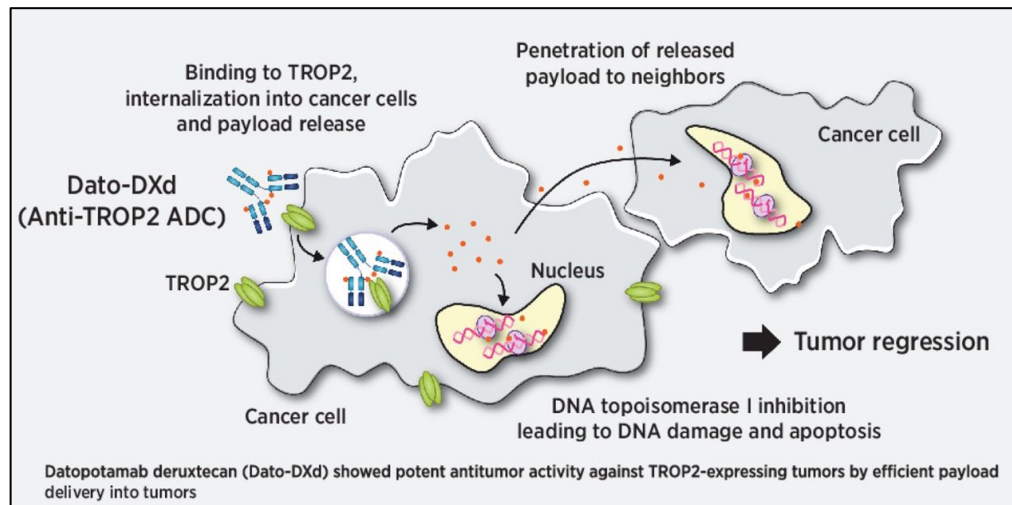 Binding to TROP2,
internalization into cancer cells
and payload release
Penetration of released
payload to neighbors
Cancer cell
Dato-DXd
(Anti-TROP2 ADC)
TROP2
Nucleus
Tumor regression
Cancer cell
DNA topoisomerase I inhibition
leading to DNA damage and apoptosis
Datopotamab deruxtecan (Dato-DXd) showed potent antitumor activity against TROP2-expressing tumors by efficient payload
delivery into tumors